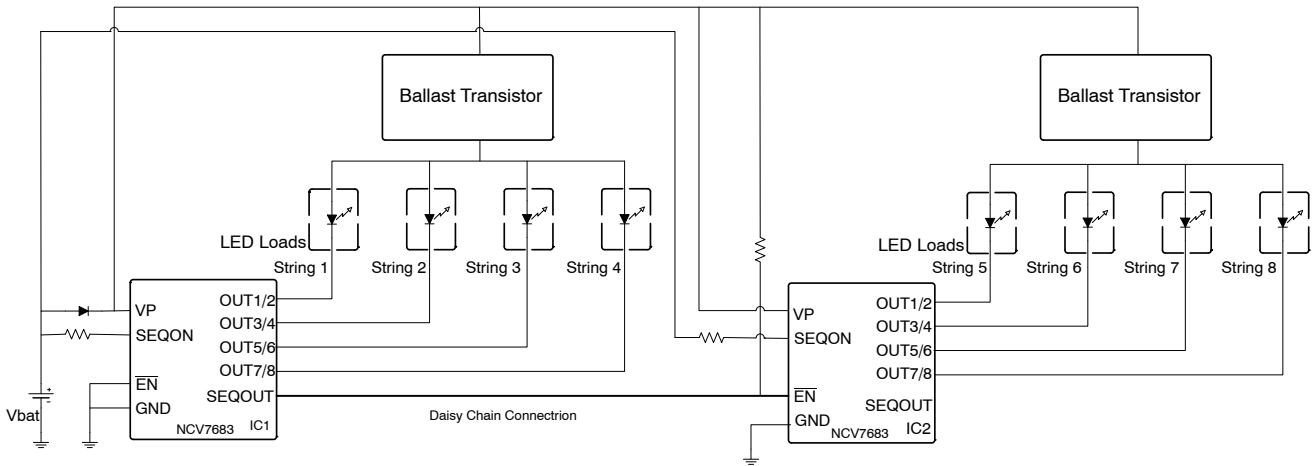 Ballast Transistor
Ballast Transistor
LED Loads
String 1
String 2
String 3
String 4
LED Loads
String 5
String 6
String 7
String 8
VP
SEQON
EN
GND
OUT1/2
OUT3/4
OUT5/6
OUT7/8
SEQOUT
NCV7683
IC1
Vbat
+
-
Daisy Chain Connectrion
VP
SEQON
EN
GND
OUT1/2
OUT3/4
OUT5/6
OUT7/8
SEQOUT
NCV7683
IC2